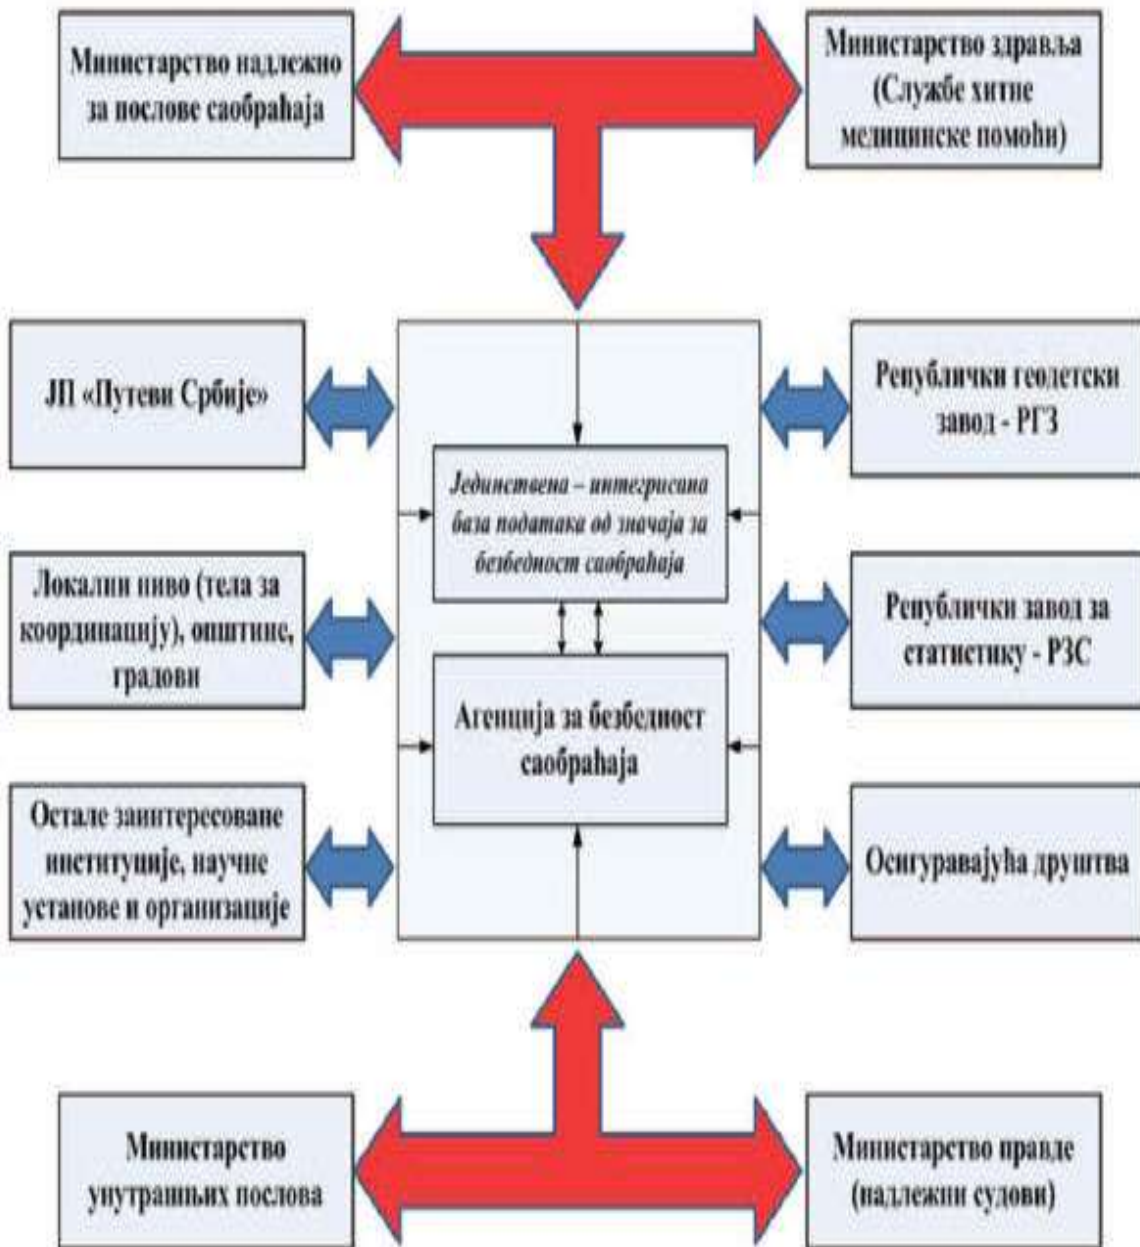 Министарство надлежно
за послове саобраћаја
Министарство здравља
(Службе хитне
медицинске помоћи)
ЈП «Путеви Србије»
Републички геодетски
завод - РГЗ
Јединствена – интегрисана
база података од значаја за
безбедност саобраћаја
Локални ниво (тела за
координацију), општине,
градови
Републички завод за
статистику - РЗС
Агенција за безбедност
саобраћаја
Остале заинтересоване
институције, научне
установе и организације
Осигуравајућа друштва
Министарство
унутрашњих послова
Министарство правде
(надлежни судови)